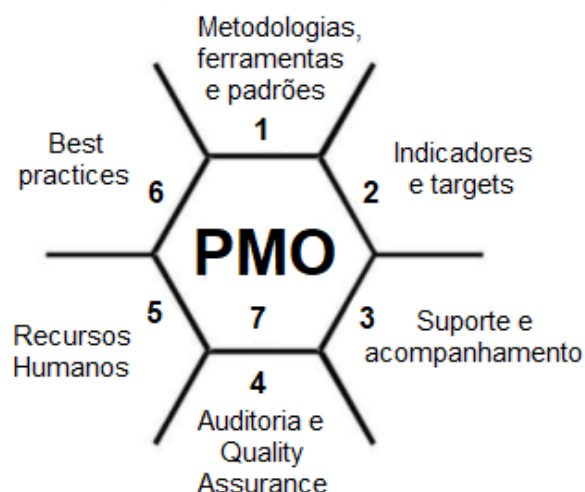 Metodologias,
ferramentas
e padrões
1
Indicadores
e targets
2
Suporte e
acompanhamento
3
4
Auditoria e
Quality
Assurance
5
Recursos
Humanos
Best
practices
6
PMO
7